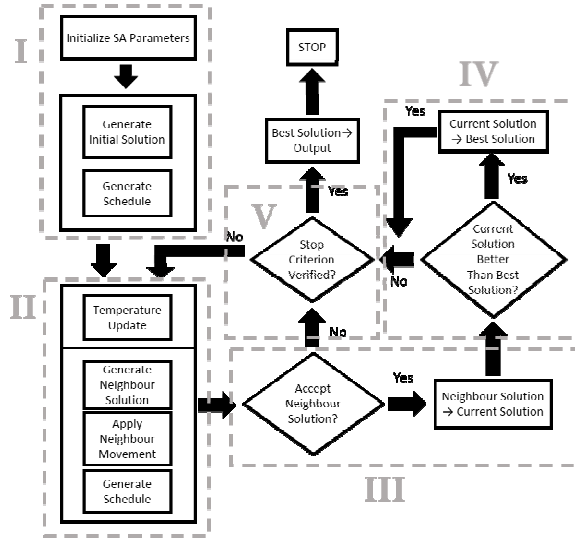 I
Initialize SA Parameters
Generate
Initial Solution
Generate
Schedule
II
Temperature
Update
Generate
Neighbour
Solution
Apply
Neighbour
Movement
Generate
Schedule
III
Accept
Neighbour
Solution?
Yes
No
Neighbour Solution
→ Current Solution
IV
Current
Solution
Better
Than Best
Solution?
Yes
No
Current Solution
→ Best Solution
Yes
V
Stop
Criterion
Verified?
No
Yes
Best Solution→
Output
STOP